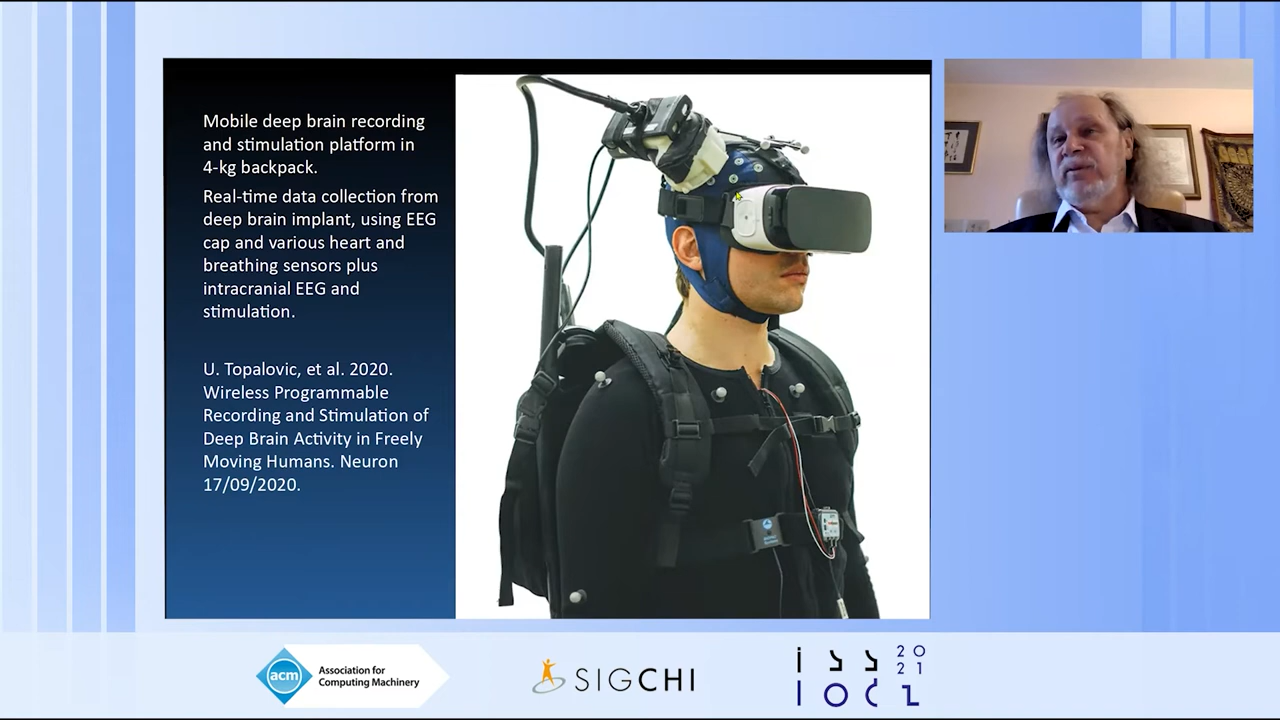 Mobile deep brain recording
and stimulation platform in
4-kg backpack.
Real-time data collection from
deep brain implant, using EEG
cap and various heart and
breathing sensors plus
intracranial EEG and
stimulation.
U. Topalovic, et al. 2020.
Wireless Programmable
Recording and Stimulation of
Deep Brain Activity in Freely
Moving Humans. Neuron
17/09/2020.
acm
Association for
Computing Machinery
SIGCHI
iss
20
21